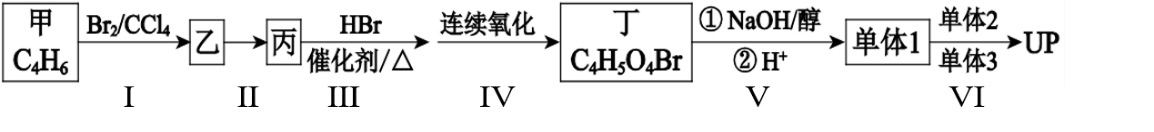 甲 C₄H₆ Br₂/CCl₄ 乙 丙 HBr 催化剂/△ 连续氧化 丁 C₄H₅O₄Br ① NaOH/醇 ② H⁺ 单体1 单体2 单体3 UP
I II III IV V VI